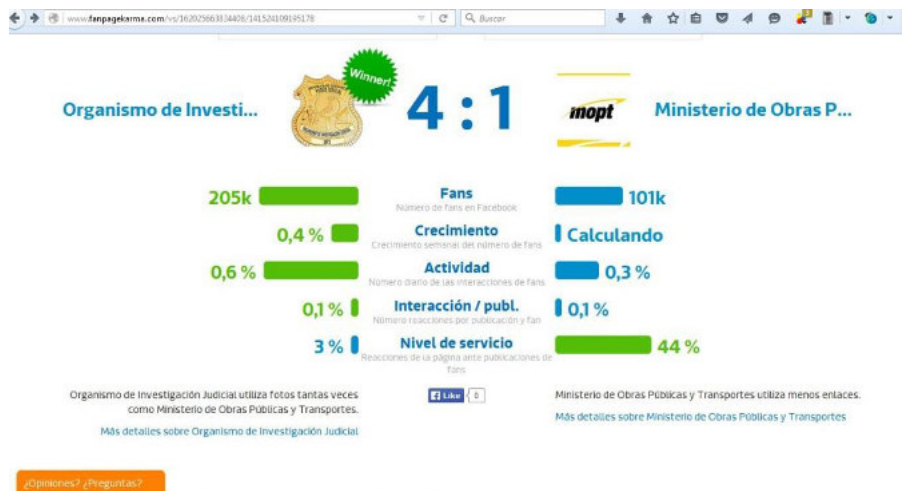 www.fanpagekarma.com/vs/162025663834408/141524109195178
Buscar
Organismo de Investi...
Winner!
4 : 1
mopt
Ministerio de Obras P...
205k
Fans
Número de fans en Facebook
101k
0,4 %
Crecimiento
Crecimiento semanal del número de fans
Calculando
0,6 %
Actividad
Número diario de las interacciones de fans
0,3 %
0,1 %
Interacción / publ.
Número reacciones por publicación y fan
0,1 %
3 %
Nivel de servicio
Reacciones de la página ante publicaciones de
fans
44 %
Organismo de Investigación Judicial utiliza fotos tantas veces
como Ministerio de Obras Públicas y Transportes.
Más detalles sobre Organismo de Investigación Judicial
Like 0
Ministerio de Obras Públicas y Transportes utiliza menos enlaces.
Más detalles sobre Ministerio de Obras Públicas y Transportes
¿Opiniones? ¿Preguntas?